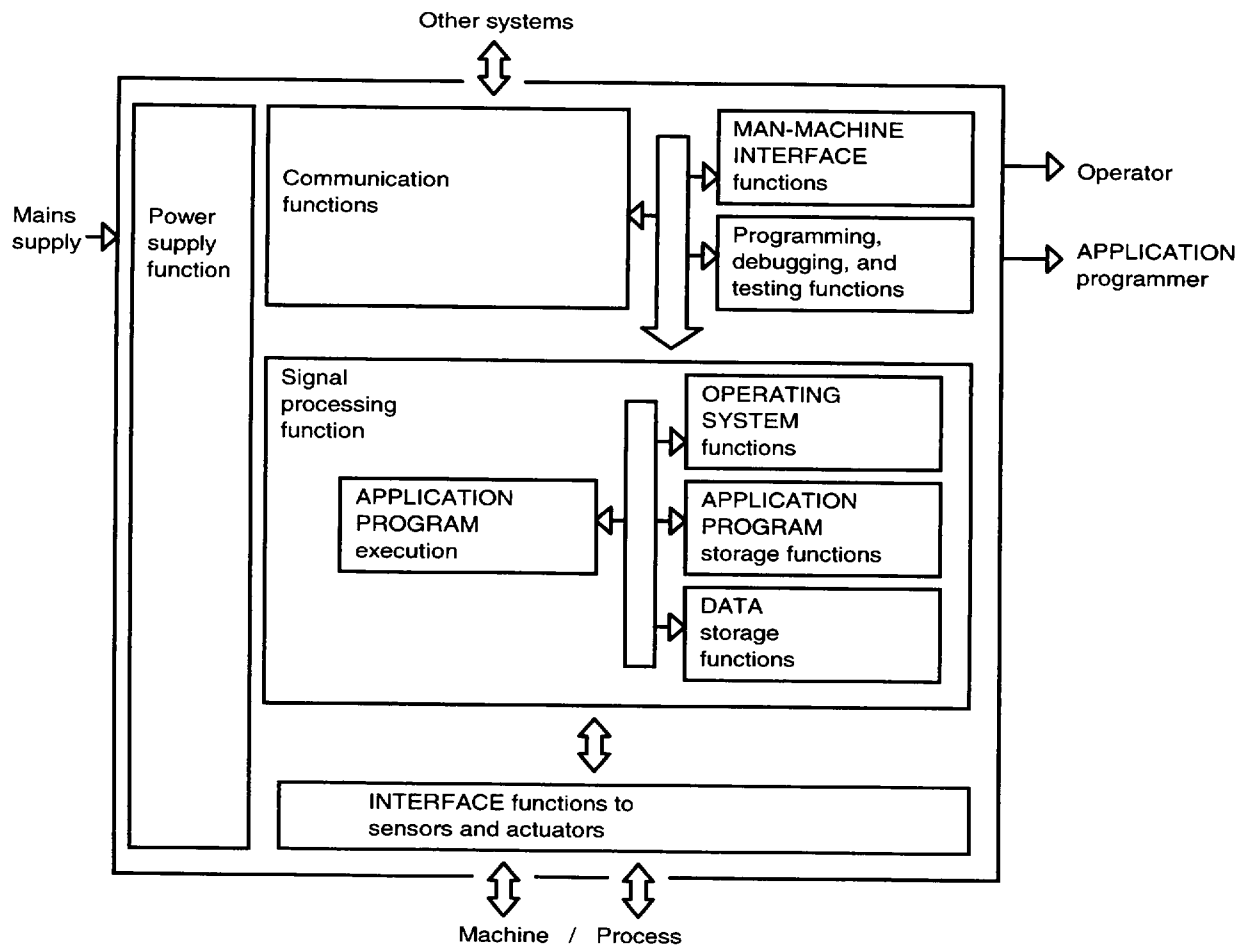 Other systems
MAN-MACHINE
INTERFACE
functions
Operator
Communication
functions
Mains
supply
Power
supply
function
Programming,
debugging, and
testing functions
APPLICATION
programmer
Signal
processing
function
OPERATING
SYSTEM
functions
APPLICATION
PROGRAM
execution
APPLICATION
PROGRAM
storage functions
DATA
storage
functions
INTERFACE functions to
sensors and actuators
Machine / Process